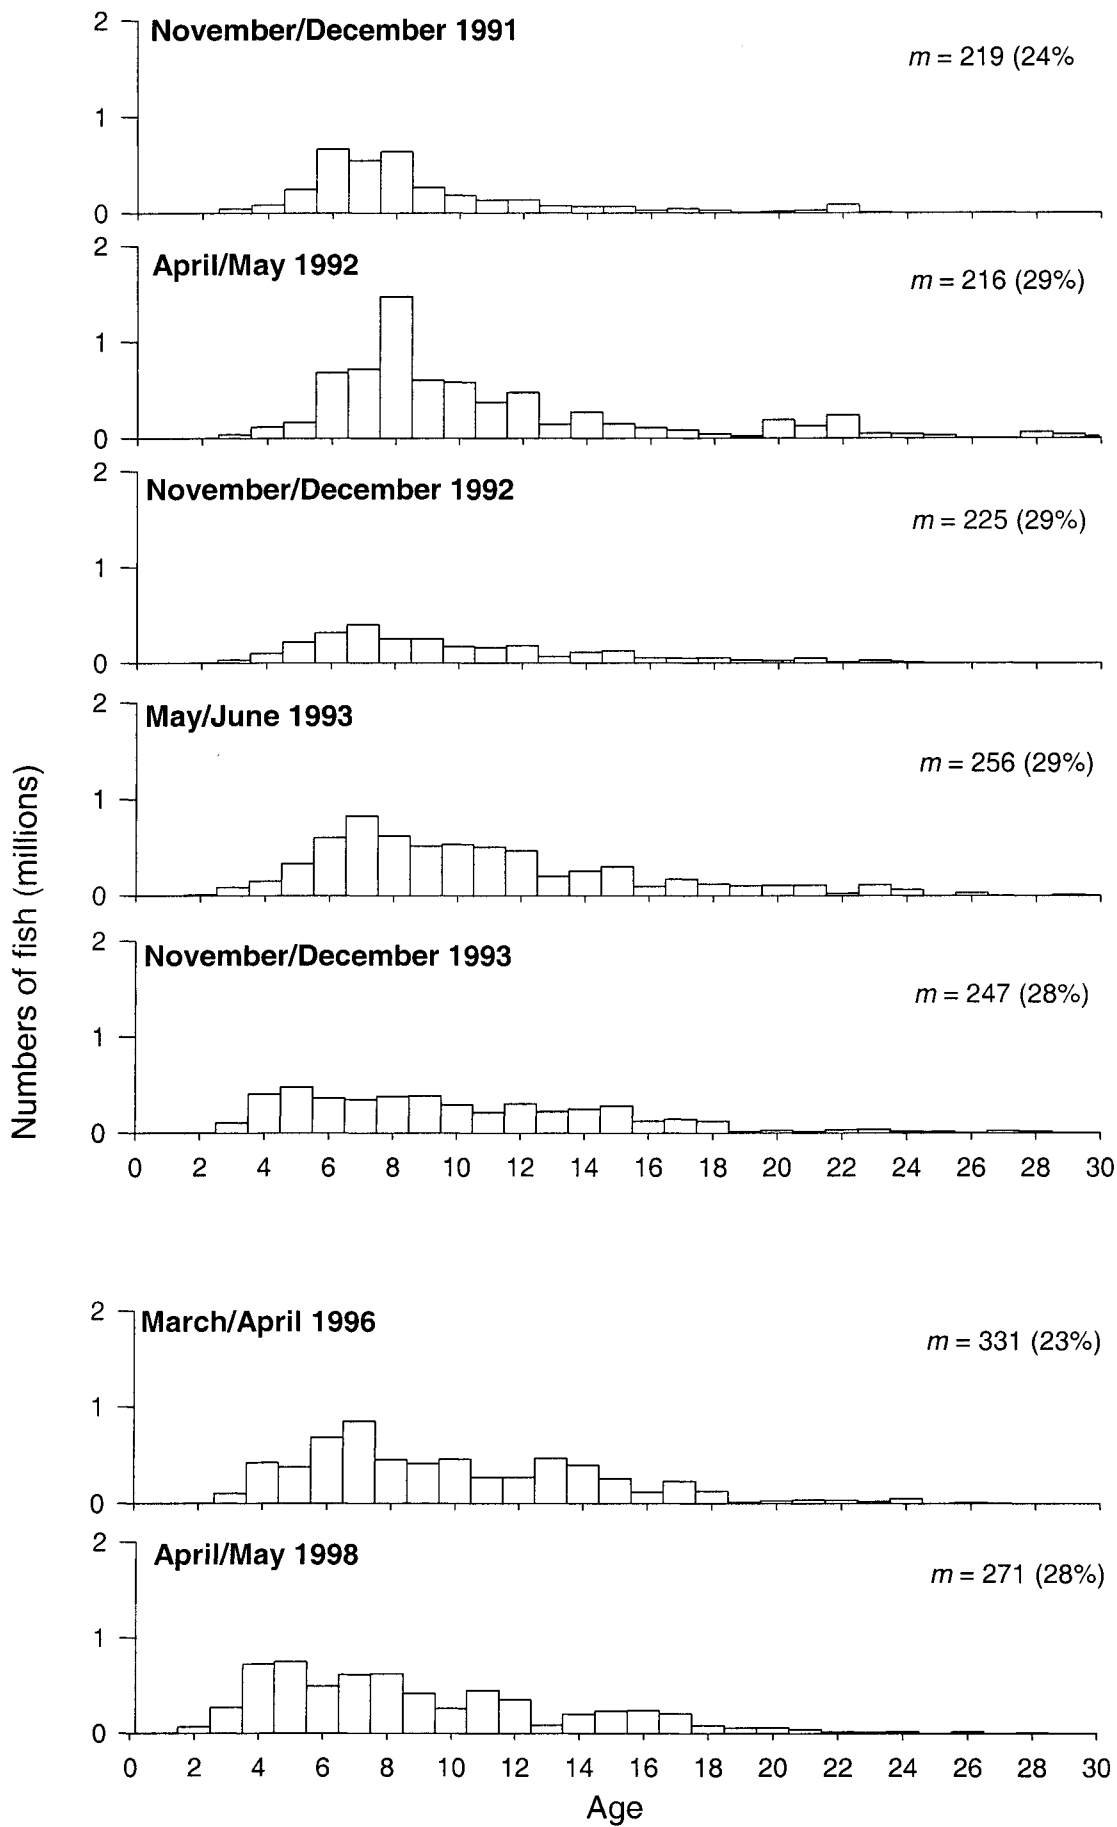 2
November/December 1991
m = 219 (24%
1
0
2
April/May 1992
m = 216 (29%)
1
0
2
November/December 1992
m = 225 (29%)
1
0
2
May/June 1993
m = 256 (29%)
1
0
Numbers of fish (millions)
2
November/December 1993
m = 247 (28%)
1
0
0 2 4 6 8 10 12 14 16 18 20 22 24 26 28 30
2
March/April 1996
m = 331 (23%)
1
0
2
April/May 1998
m = 271 (28%)
1
0
0 2 4 6 8 10 12 14 16 18 20 22 24 26 28 30
Age